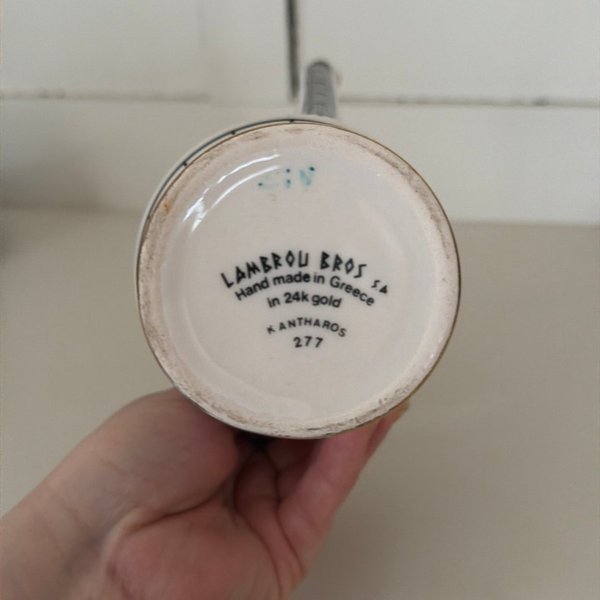 LAMBROU BROS SA
Hand made in Greece
in 24k gold
KANTHAROS
277